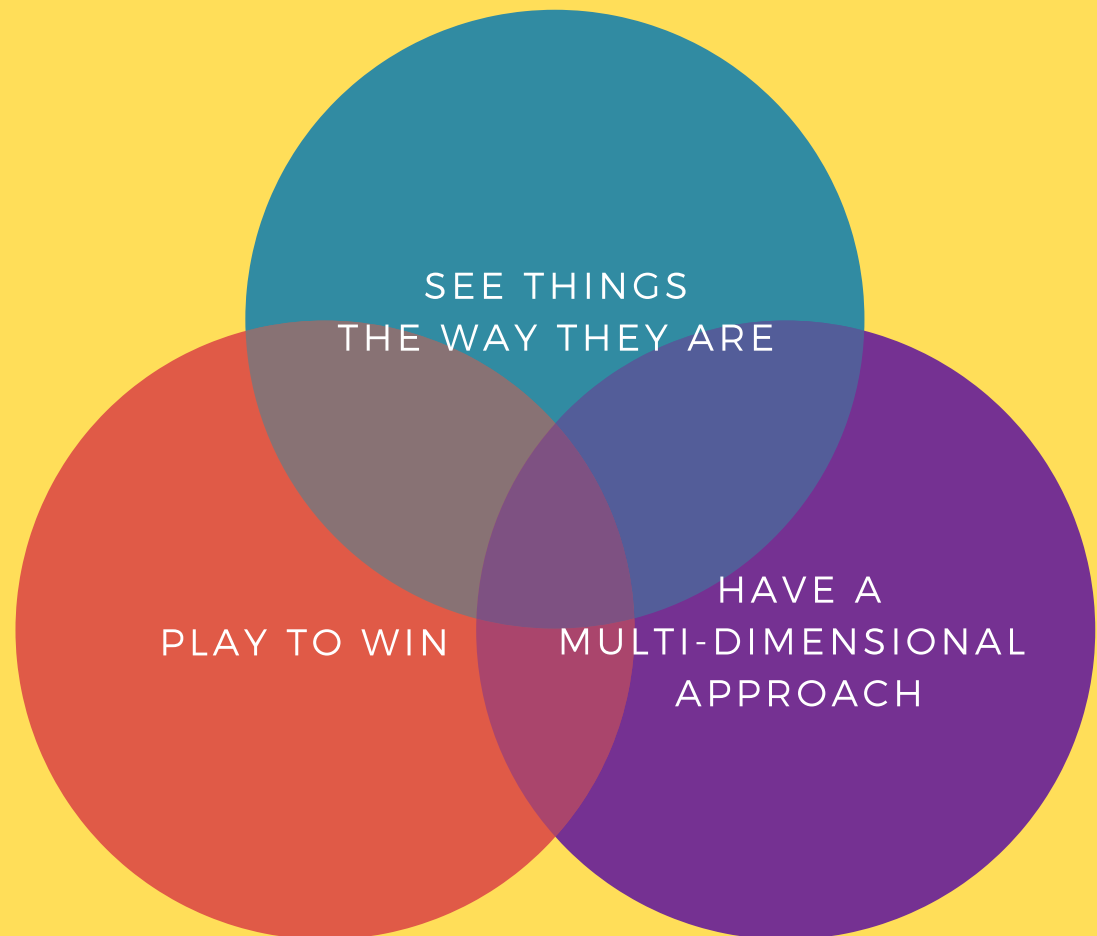 SEE THINGS
THE WAY THEY ARE
PLAY TO WIN
HAVE A
MULTI-DIMENSIONAL
APPROACH